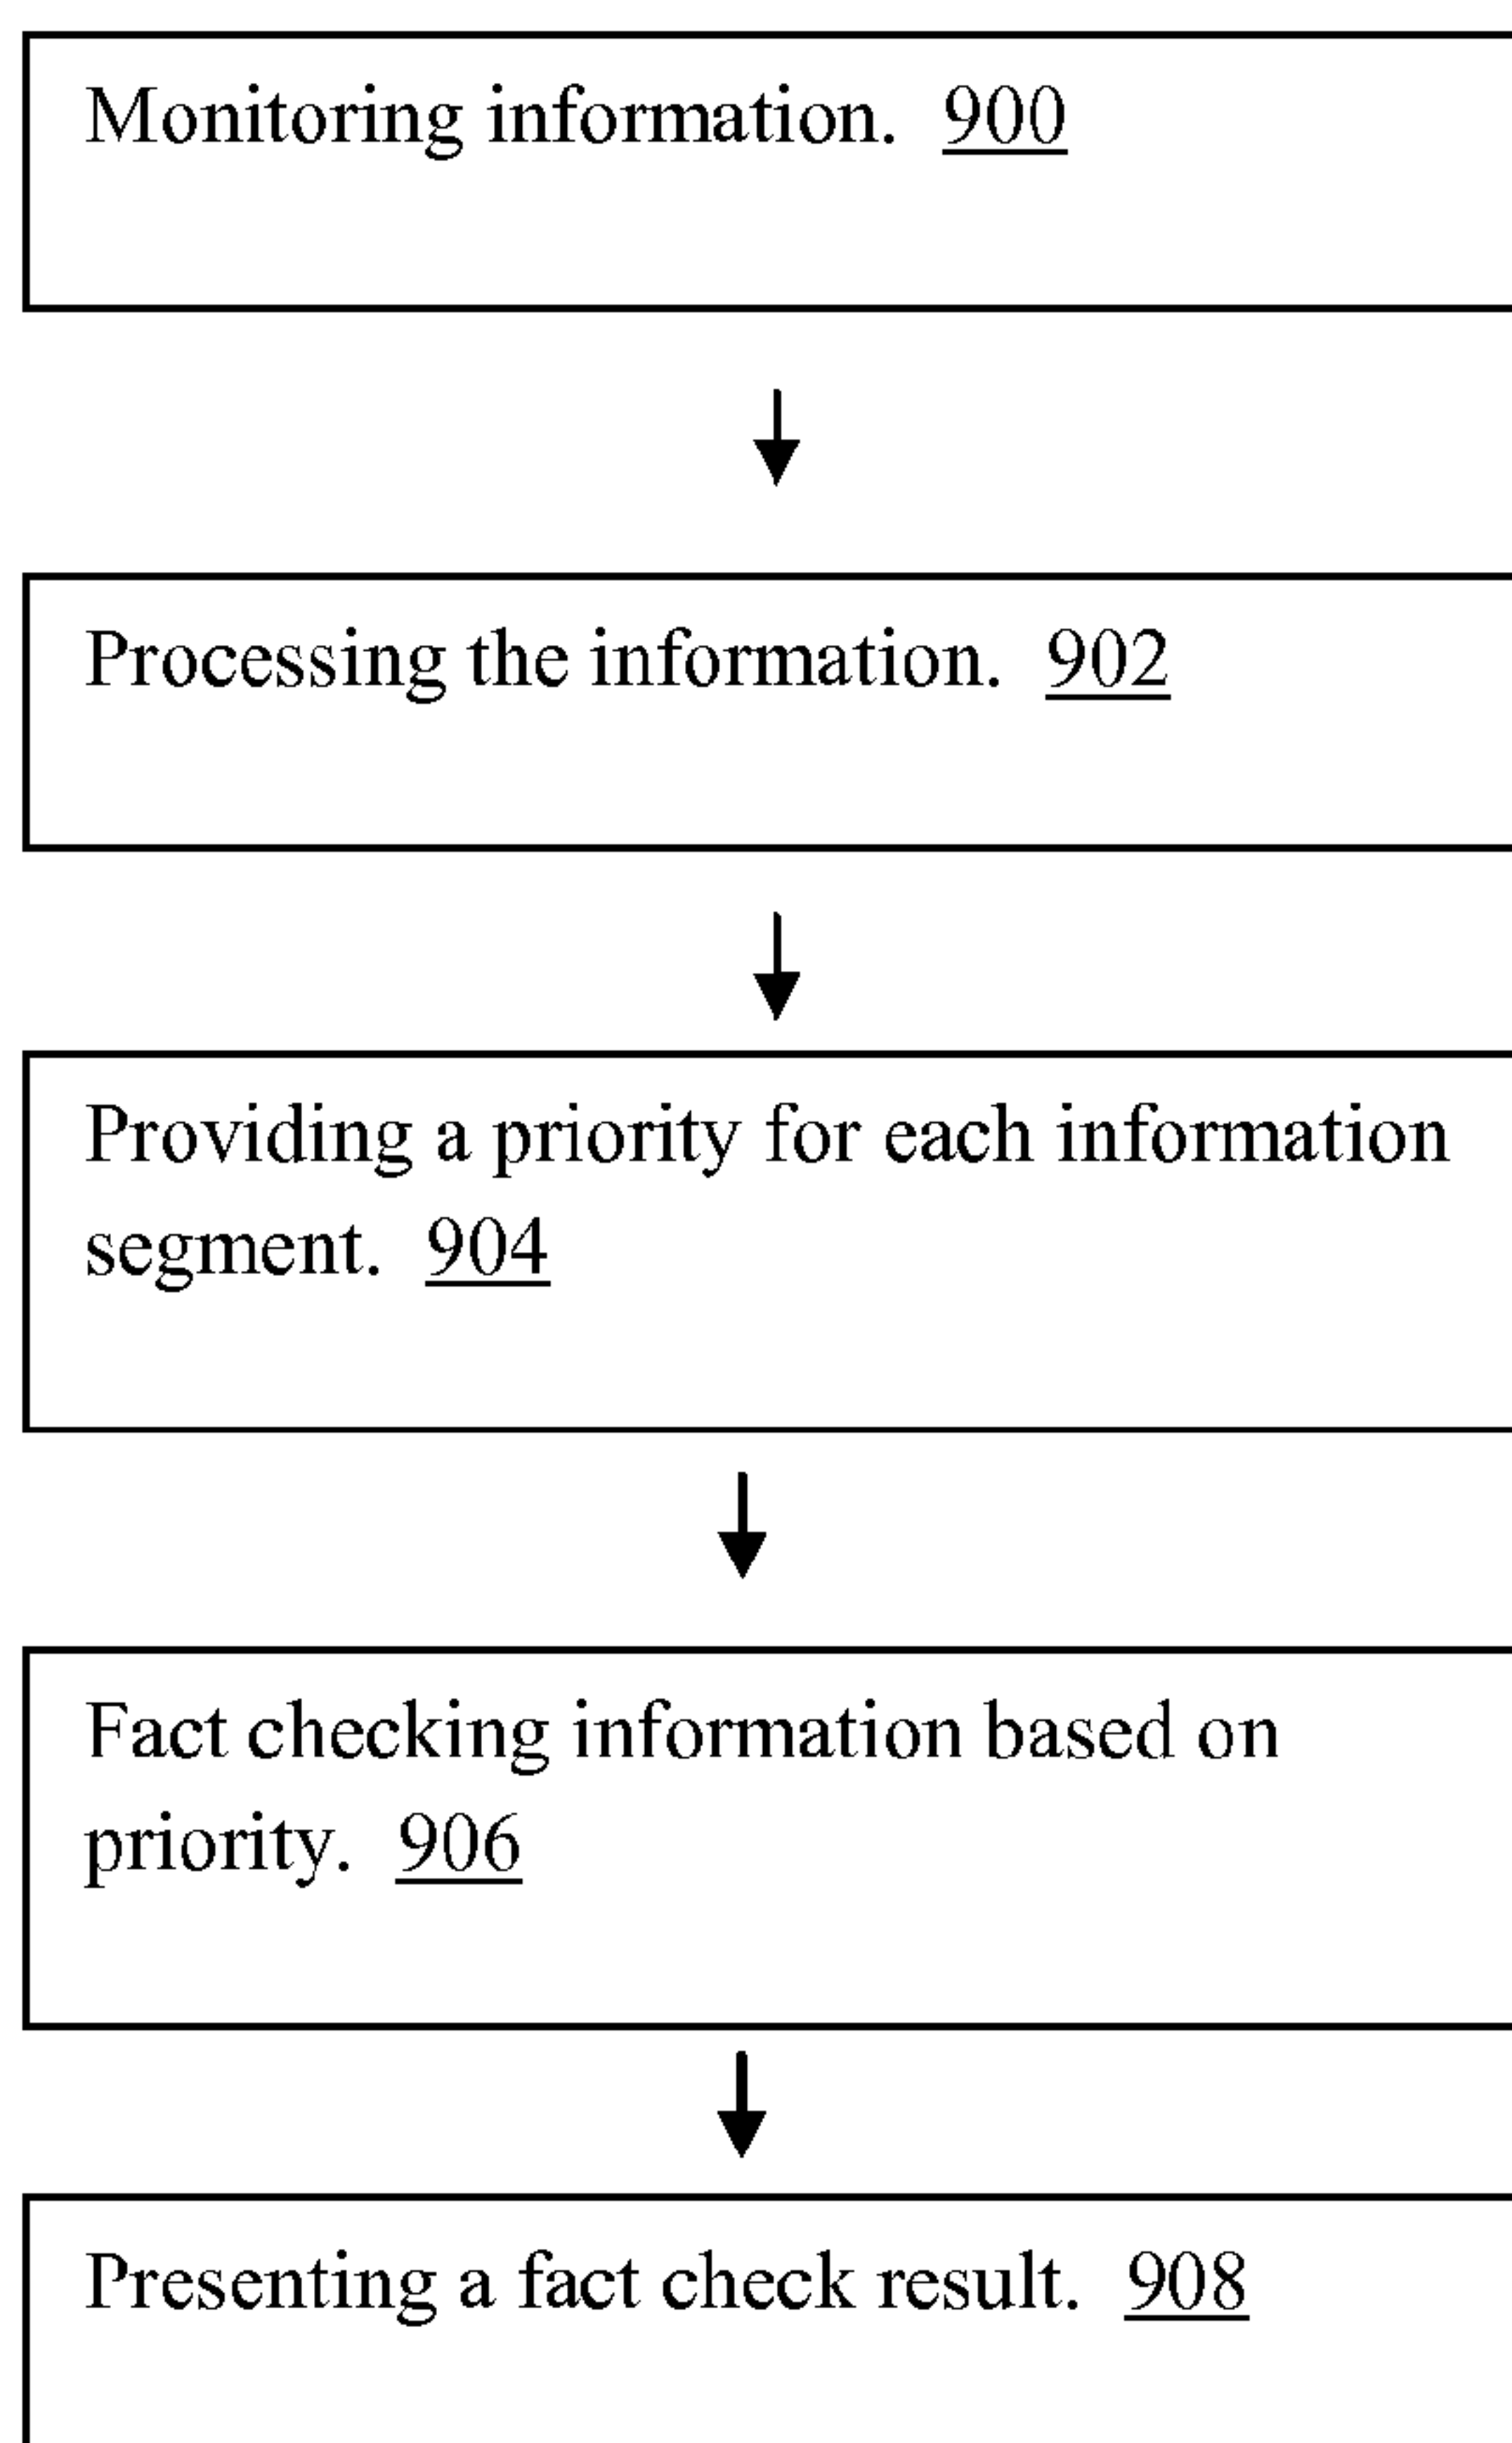 Monitoring information. 900
Processing the information. 902
Providing a priority for each information
segment. 904
Fact checking information based on
priority. 906
Presenting a fact check result. 908